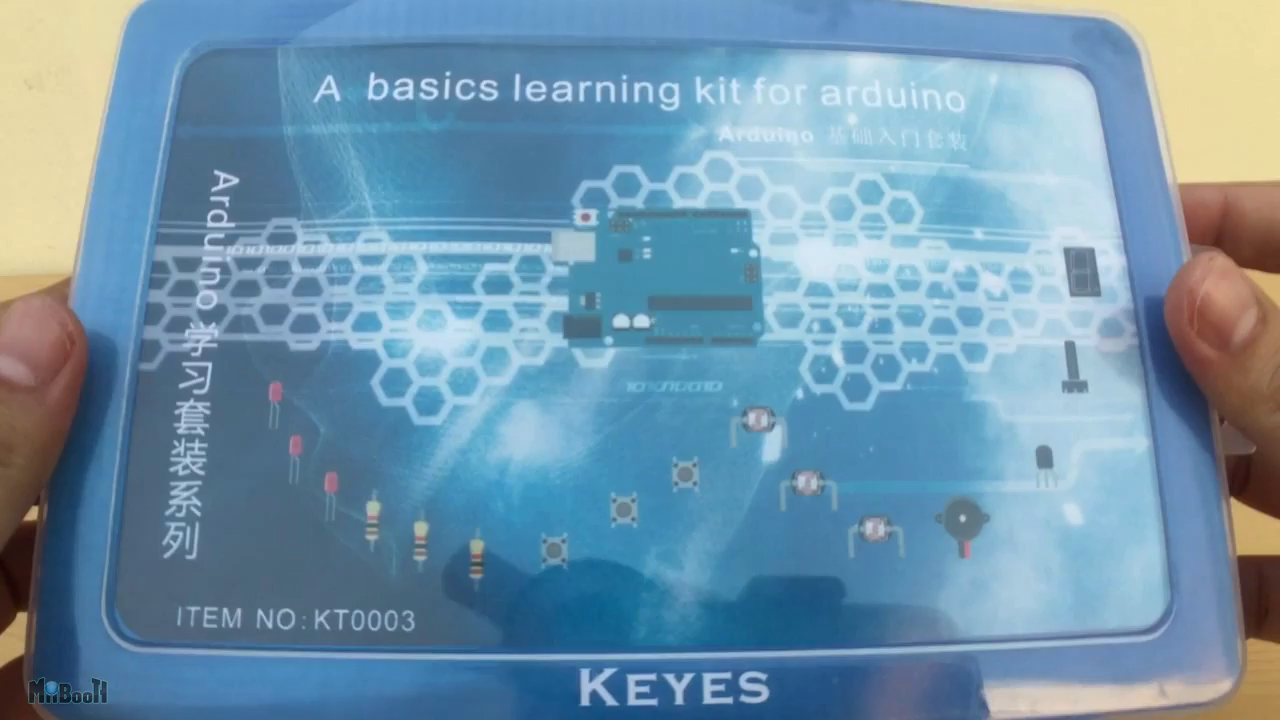 A basics learning kit for arduino
Arduino 基础入门套装
Arduino 学习套装系列
ITEM NO:KT0003
KEYES
MiiBooTH